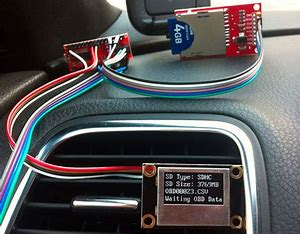 4GB
SD Type: SDHC
SD Size: 3769MB
OBD00023.CSV
Waiting OBD Data